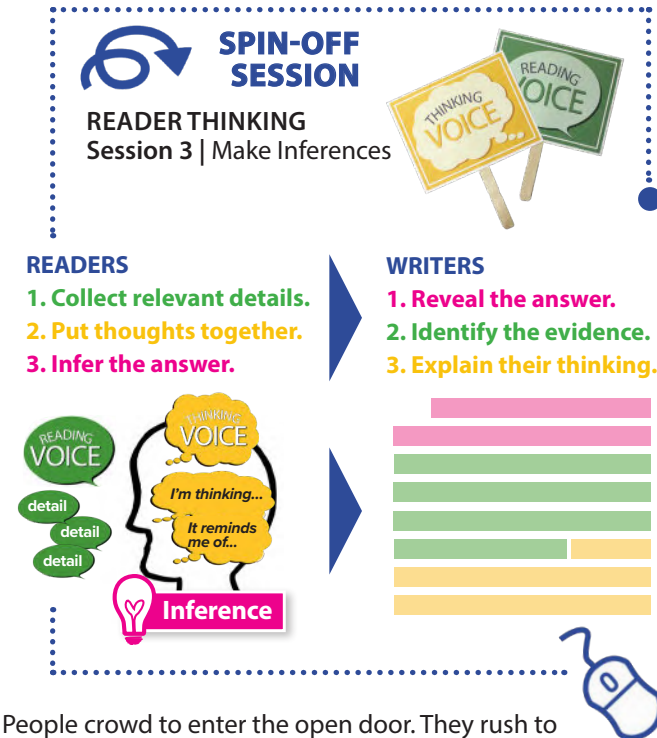 SPIN-OFF
SESSION
READER THINKING
Session 3 | Make Inferences
THINKING
VOICE
READING
VOICE
READERS
1. Collect relevant details.
2. Put thoughts together.
3. Infer the answer.
WRITERS
1. Reveal the answer.
2. Identify the evidence.
3. Explain their thinking.
READING
VOICE
detail
detail
detail
THINKING
VOICE
I'm thinking...
It reminds
me of...
Inference
People crowd to enter the open door. They rush to